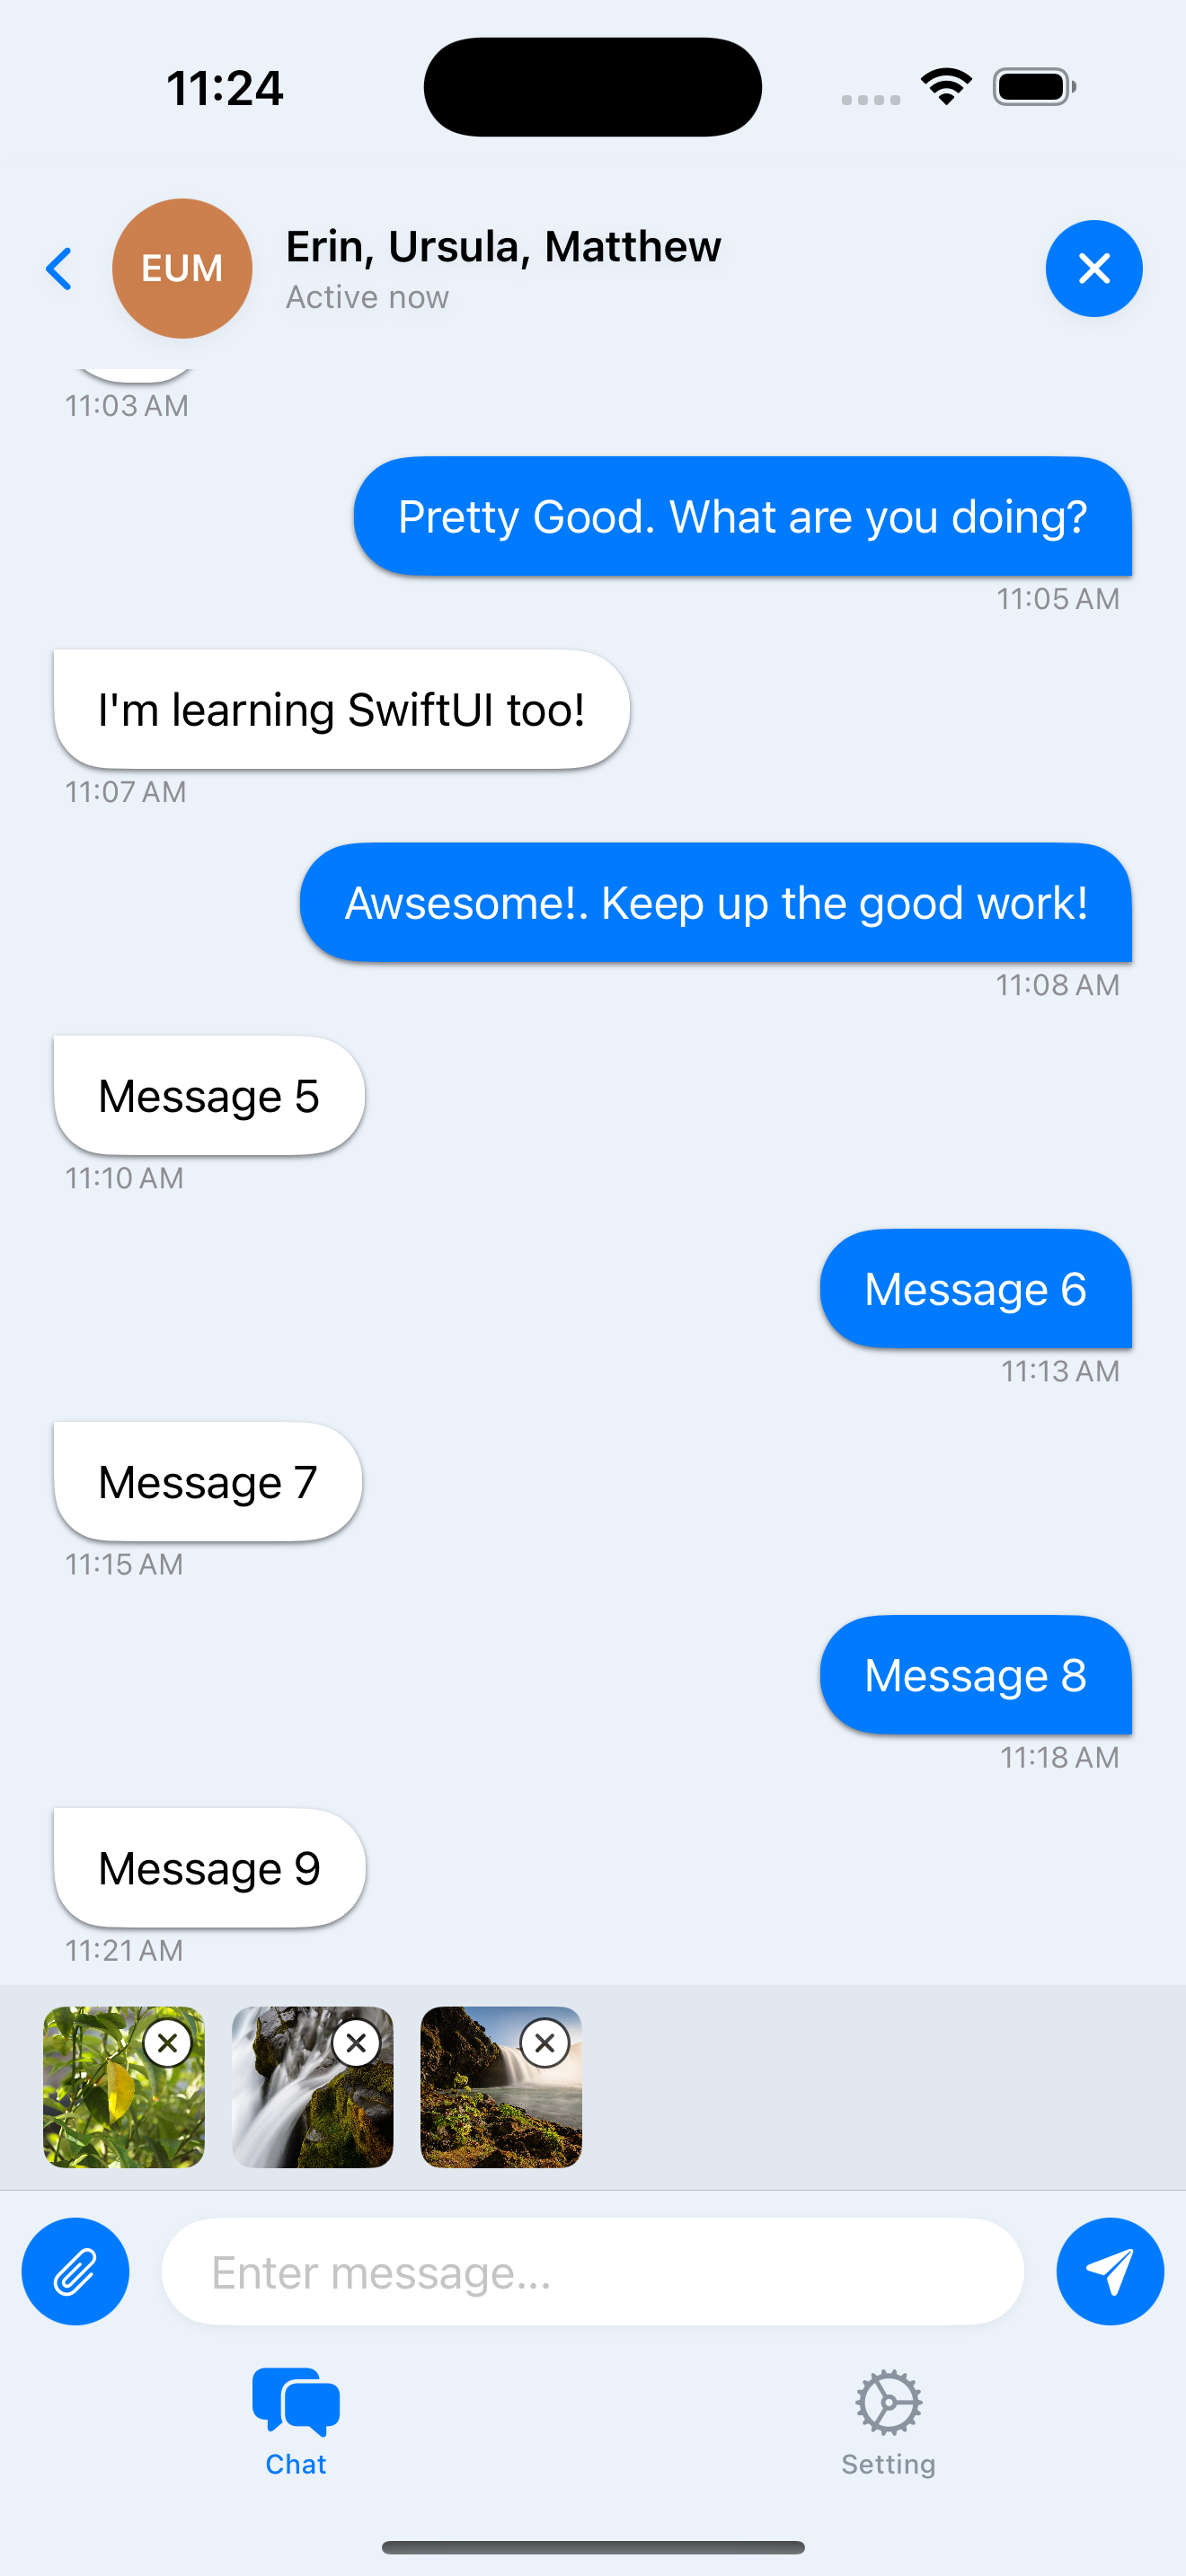 11:24
EUM
Erin, Ursula, Matthew
Active now
11:03 AM
Pretty Good. What are you doing?
11:05 AM
I'm learning SwiftUI too!
11:07 AM
Awsesome!. Keep up the good work!
11:08 AM
Message 5
11:10 AM
Message 6
11:13 AM
Message 7
11:15 AM
Message 8
11:18 AM
Message 9
11:21 AM
Enter message...
Chat
Setting